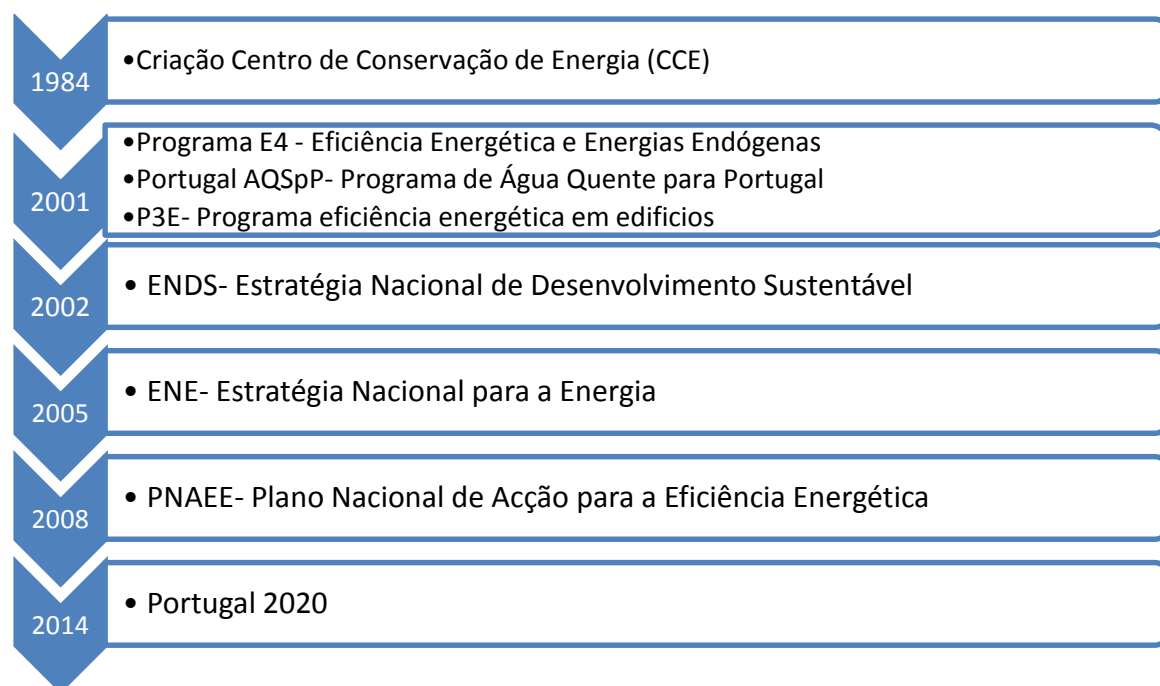 1984
•Criação Centro de Conservação de Energia (CCE)
2001
•Programa E4 - Eficiência Energética e Energias Endógenas
•Portugal AQSpP- Programa de Água Quente para Portugal
•P3E- Programa eficiência energética em edificios
2002
• ENDS- Estratégia Nacional de Desenvolvimento Sustentável
2005
• ENE- Estratégia Nacional para a Energia
2008
• PNAEE- Plano Nacional de Acção para a Eficiência Energética
2014
• Portugal 2020